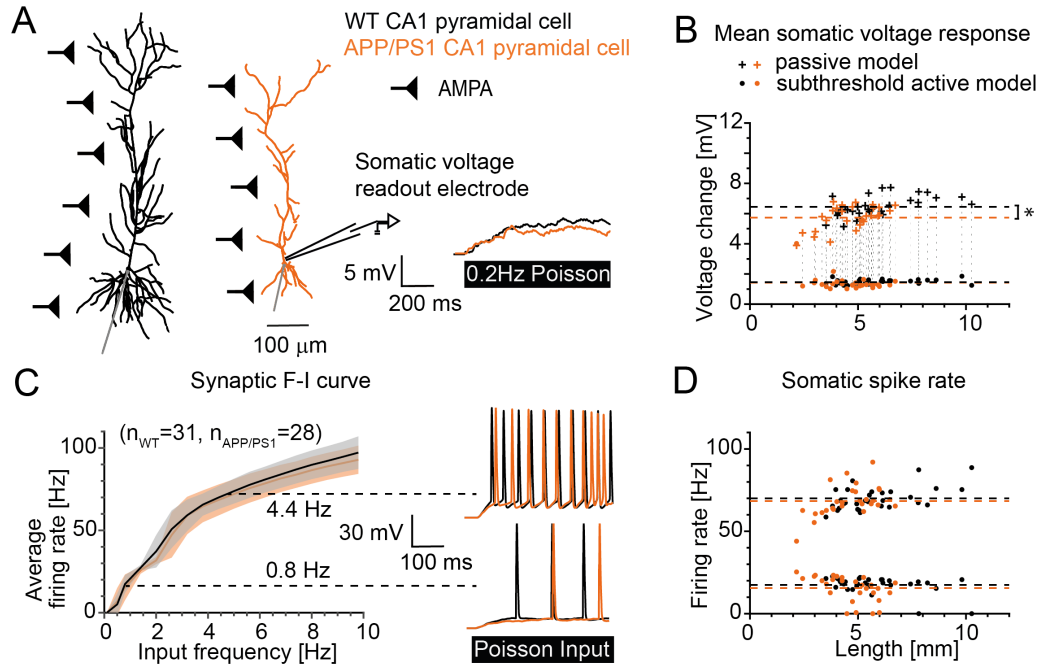 A
WT CA1 pyramidal cell
APP/PS1 CA1 pyramidal cell
AMPA
Somatic voltage
readout electrode
5 mV
200 ms
0.2Hz Poisson
100 μm
B
Mean somatic voltage response
passive model
subthreshold active model
Voltage change [mV]
12
8
4
0
*
0
5
10
C
Synaptic F-I curve
(nWT=31, nAPP/PS1=28)
Average
firing rate [Hz]
100
50
0
4.4 Hz
0.8 Hz
0
2
4
6
8
10
Input frequency [Hz]
30 mV
100 ms
Poisson Input
D
Somatic spike rate
Firing rate [Hz]
100
50
0
0
5
10
Length [mm]